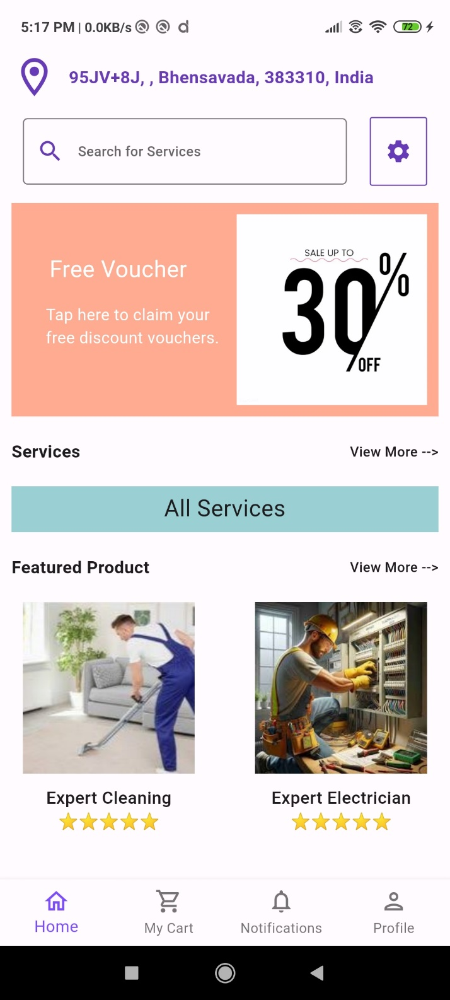 5:17 PM | 0.0KB/s
72
95JV+8J, , Bhensavada, 383310, India
Search for Services
Free Voucher
Tap here to claim your
free discount vouchers.
SALE UP TO
30%
OFF
Services
View More -->
All Services
Featured Product
View More -->
Expert Cleaning
Expert Electrician
Home
My Cart
Notifications
Profile